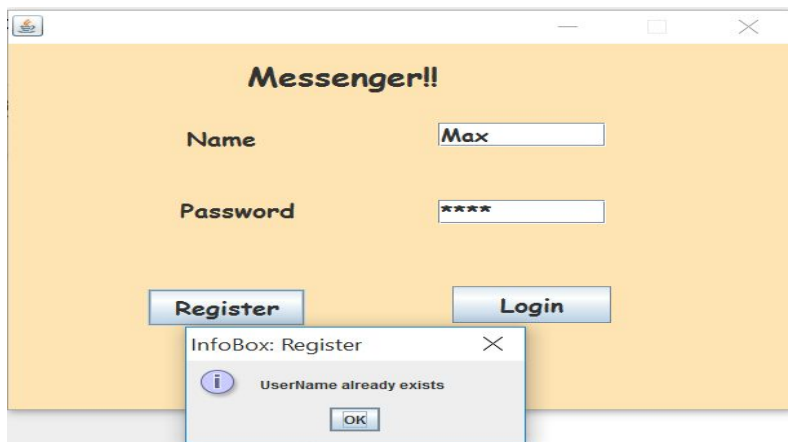 Messenger!!
Name Max
Password ****
Register Login
InfoBox: Register
UserName already exists
OK